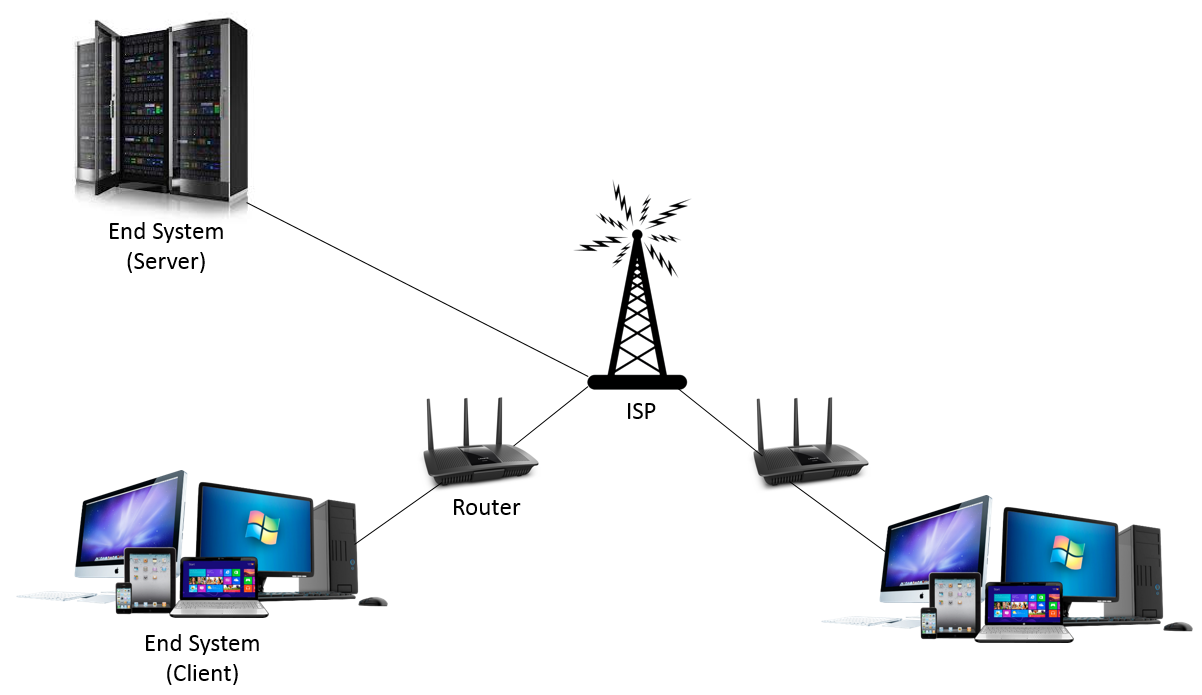 End System
(Server)
ISP
Router
End System
(Client)